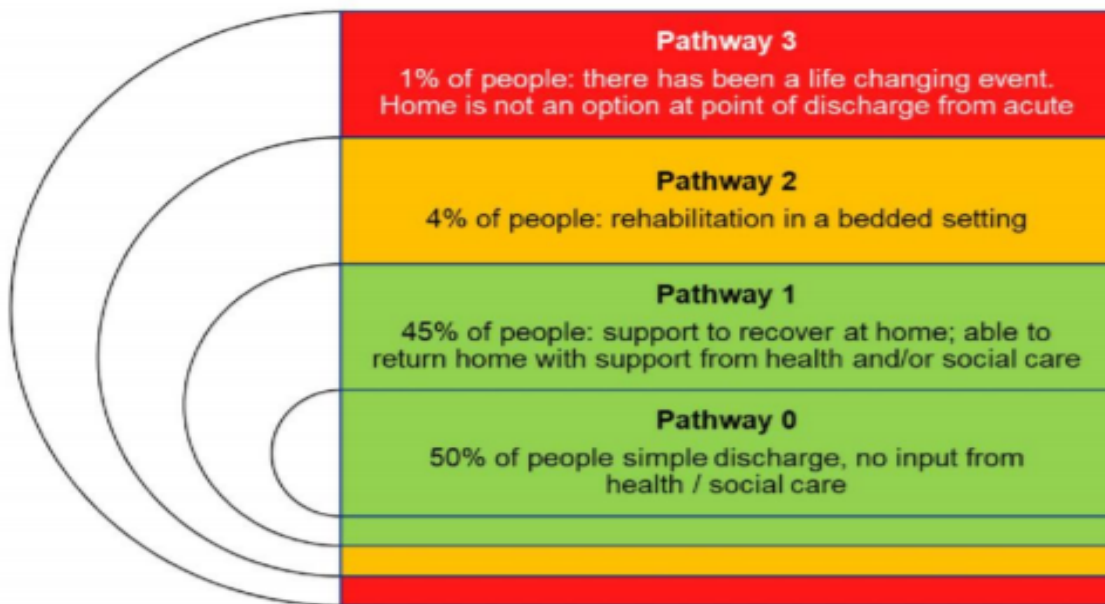 Pathway 3
1% of people: there has been a life changing event.
Home is not an option at point of discharge from acute
Pathway 2
4% of people: rehabilitation in a bedded setting
Pathway 1
45% of people: support to recover at home; able to
return home with support from health and/or social care
Pathway 0
50% of people simple discharge, no input from
health / social care